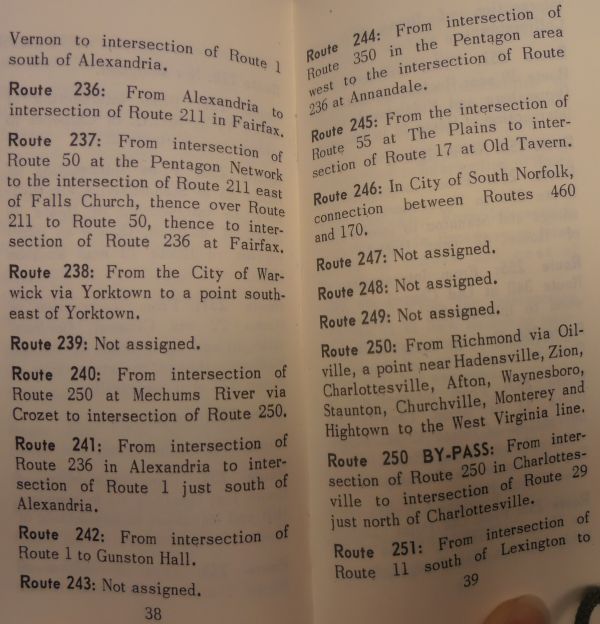 Vernon to intersection of Route 1
south of Alexandria.
Route 236: From Alexandria to
intersection of Route 211 in Fairfax.
Route 237: From intersection of
Route 50 at the Pentagon Network
to the intersection of Route 211 east
of Falls Church, thence over Route
211 to Route 50, thence to inter-
section of Route 236 at Fairfax.
Route 238: From the City of War-
wick via Yorktown to a point south-
east of Yorktown.
Route 239: Not assigned.
Route 240: From intersection of
Route 250 at Mechums River via
Crozet to intersection of Route 250.
Route 241: From intersection of
Route 236 in Alexandria to inter-
section of Route 1 just south of
Alexandria.
Route 242: From intersection of
Route 1 to Gunston Hall.
Route 243: Not assigned.
38
Route 244: From intersection of
Route 350 in the Pentagon area
west to the intersection of Route
236 at Annandale.
Route 245: From the intersection of
Route 55 at The Plains to inter-
section of Route 17 at Old Tavern.
Route 246: In City of South Norfolk,
connection between Routes 460
and 170.
Route 247: Not assigned.
Route 248: Not assigned.
Route 249: Not assigned.
Route 250: From Richmond via Oil-
ville, a point near Hadensville, Zion,
Charlottesville, Afton, Waynesboro,
Staunton, Churchville, Monterey and
Hightown to the West Virginia line.
Route 250 BY-PASS: From inter-
section of Route 250 in Charlottes-
ville to intersection of Route 29
just north of Charlottesville.
Route 251: From intersection of
Route 11 south of Lexington to
39